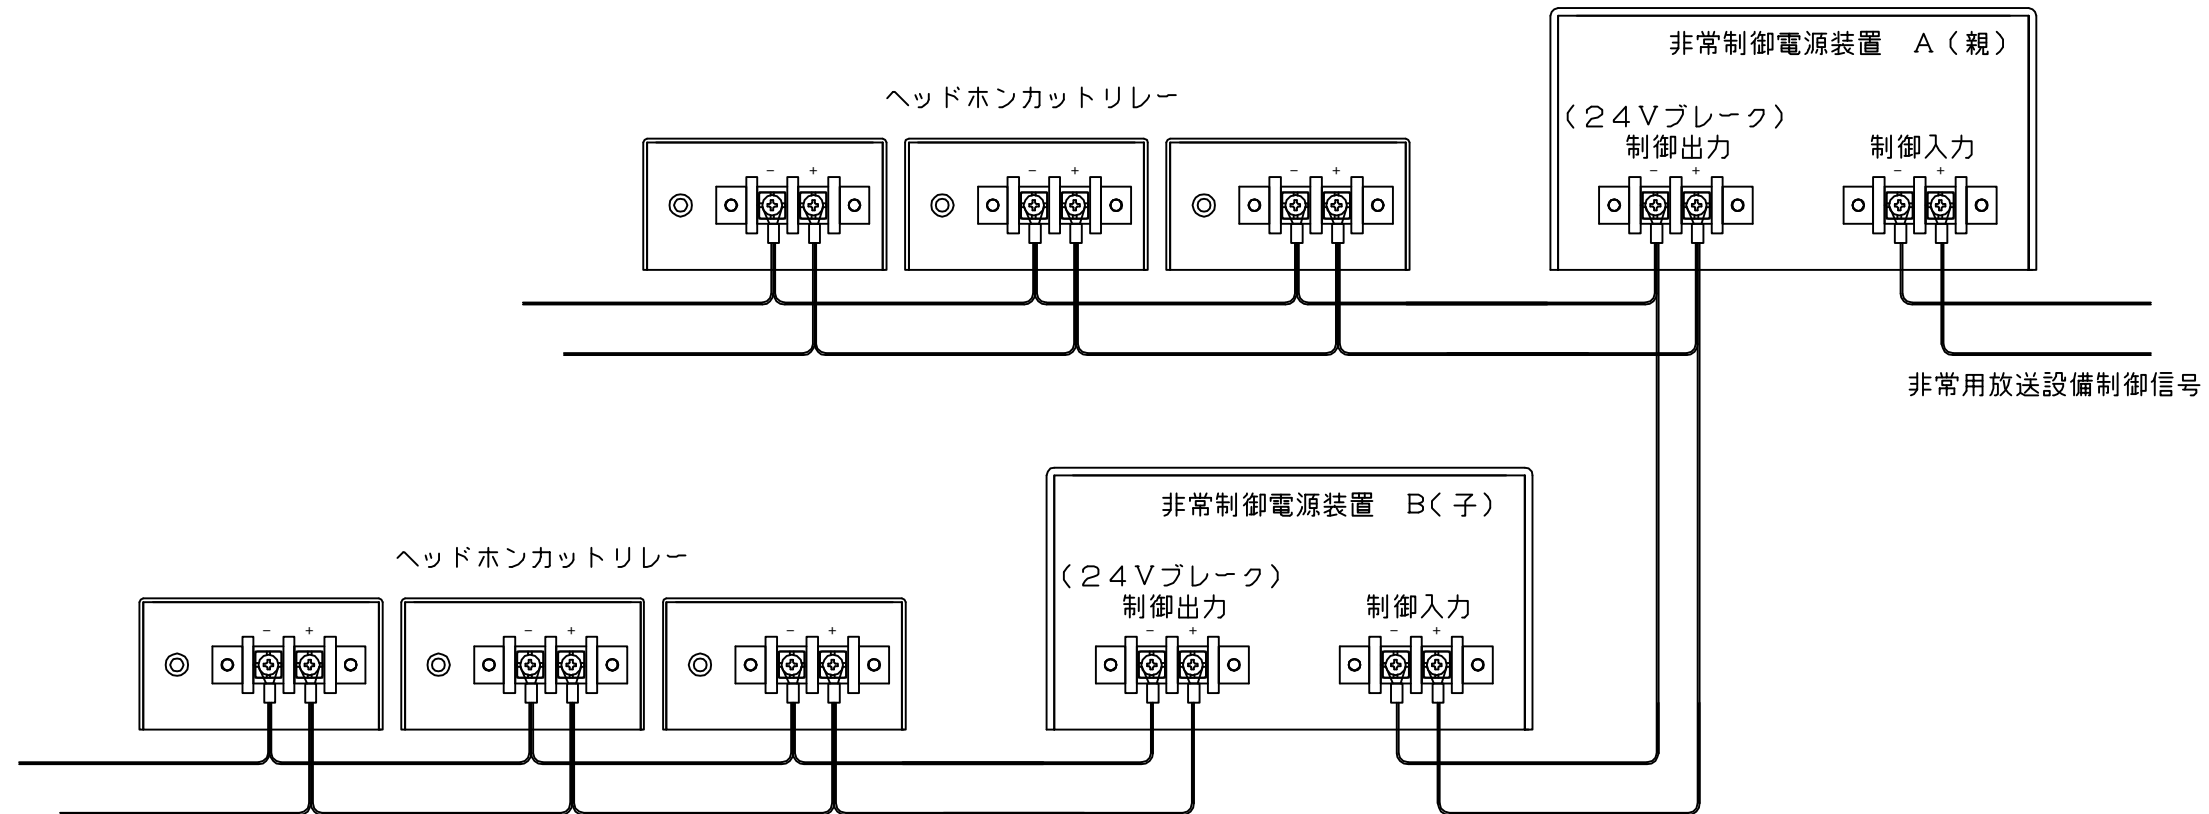 非常制御電源装置　A（親）
ヘッドホンカットリレー
（24Vブレーク）
制御出力　制御入力
－　＋　－　＋　－　＋　－　＋　－　＋
非常用放送設備制御信号
非常制御電源装置　B（子）
ヘッドホンカットリレー
（24Vブレーク）
制御出力　制御入力
－　＋　－　＋　－　＋　－　＋　－　＋